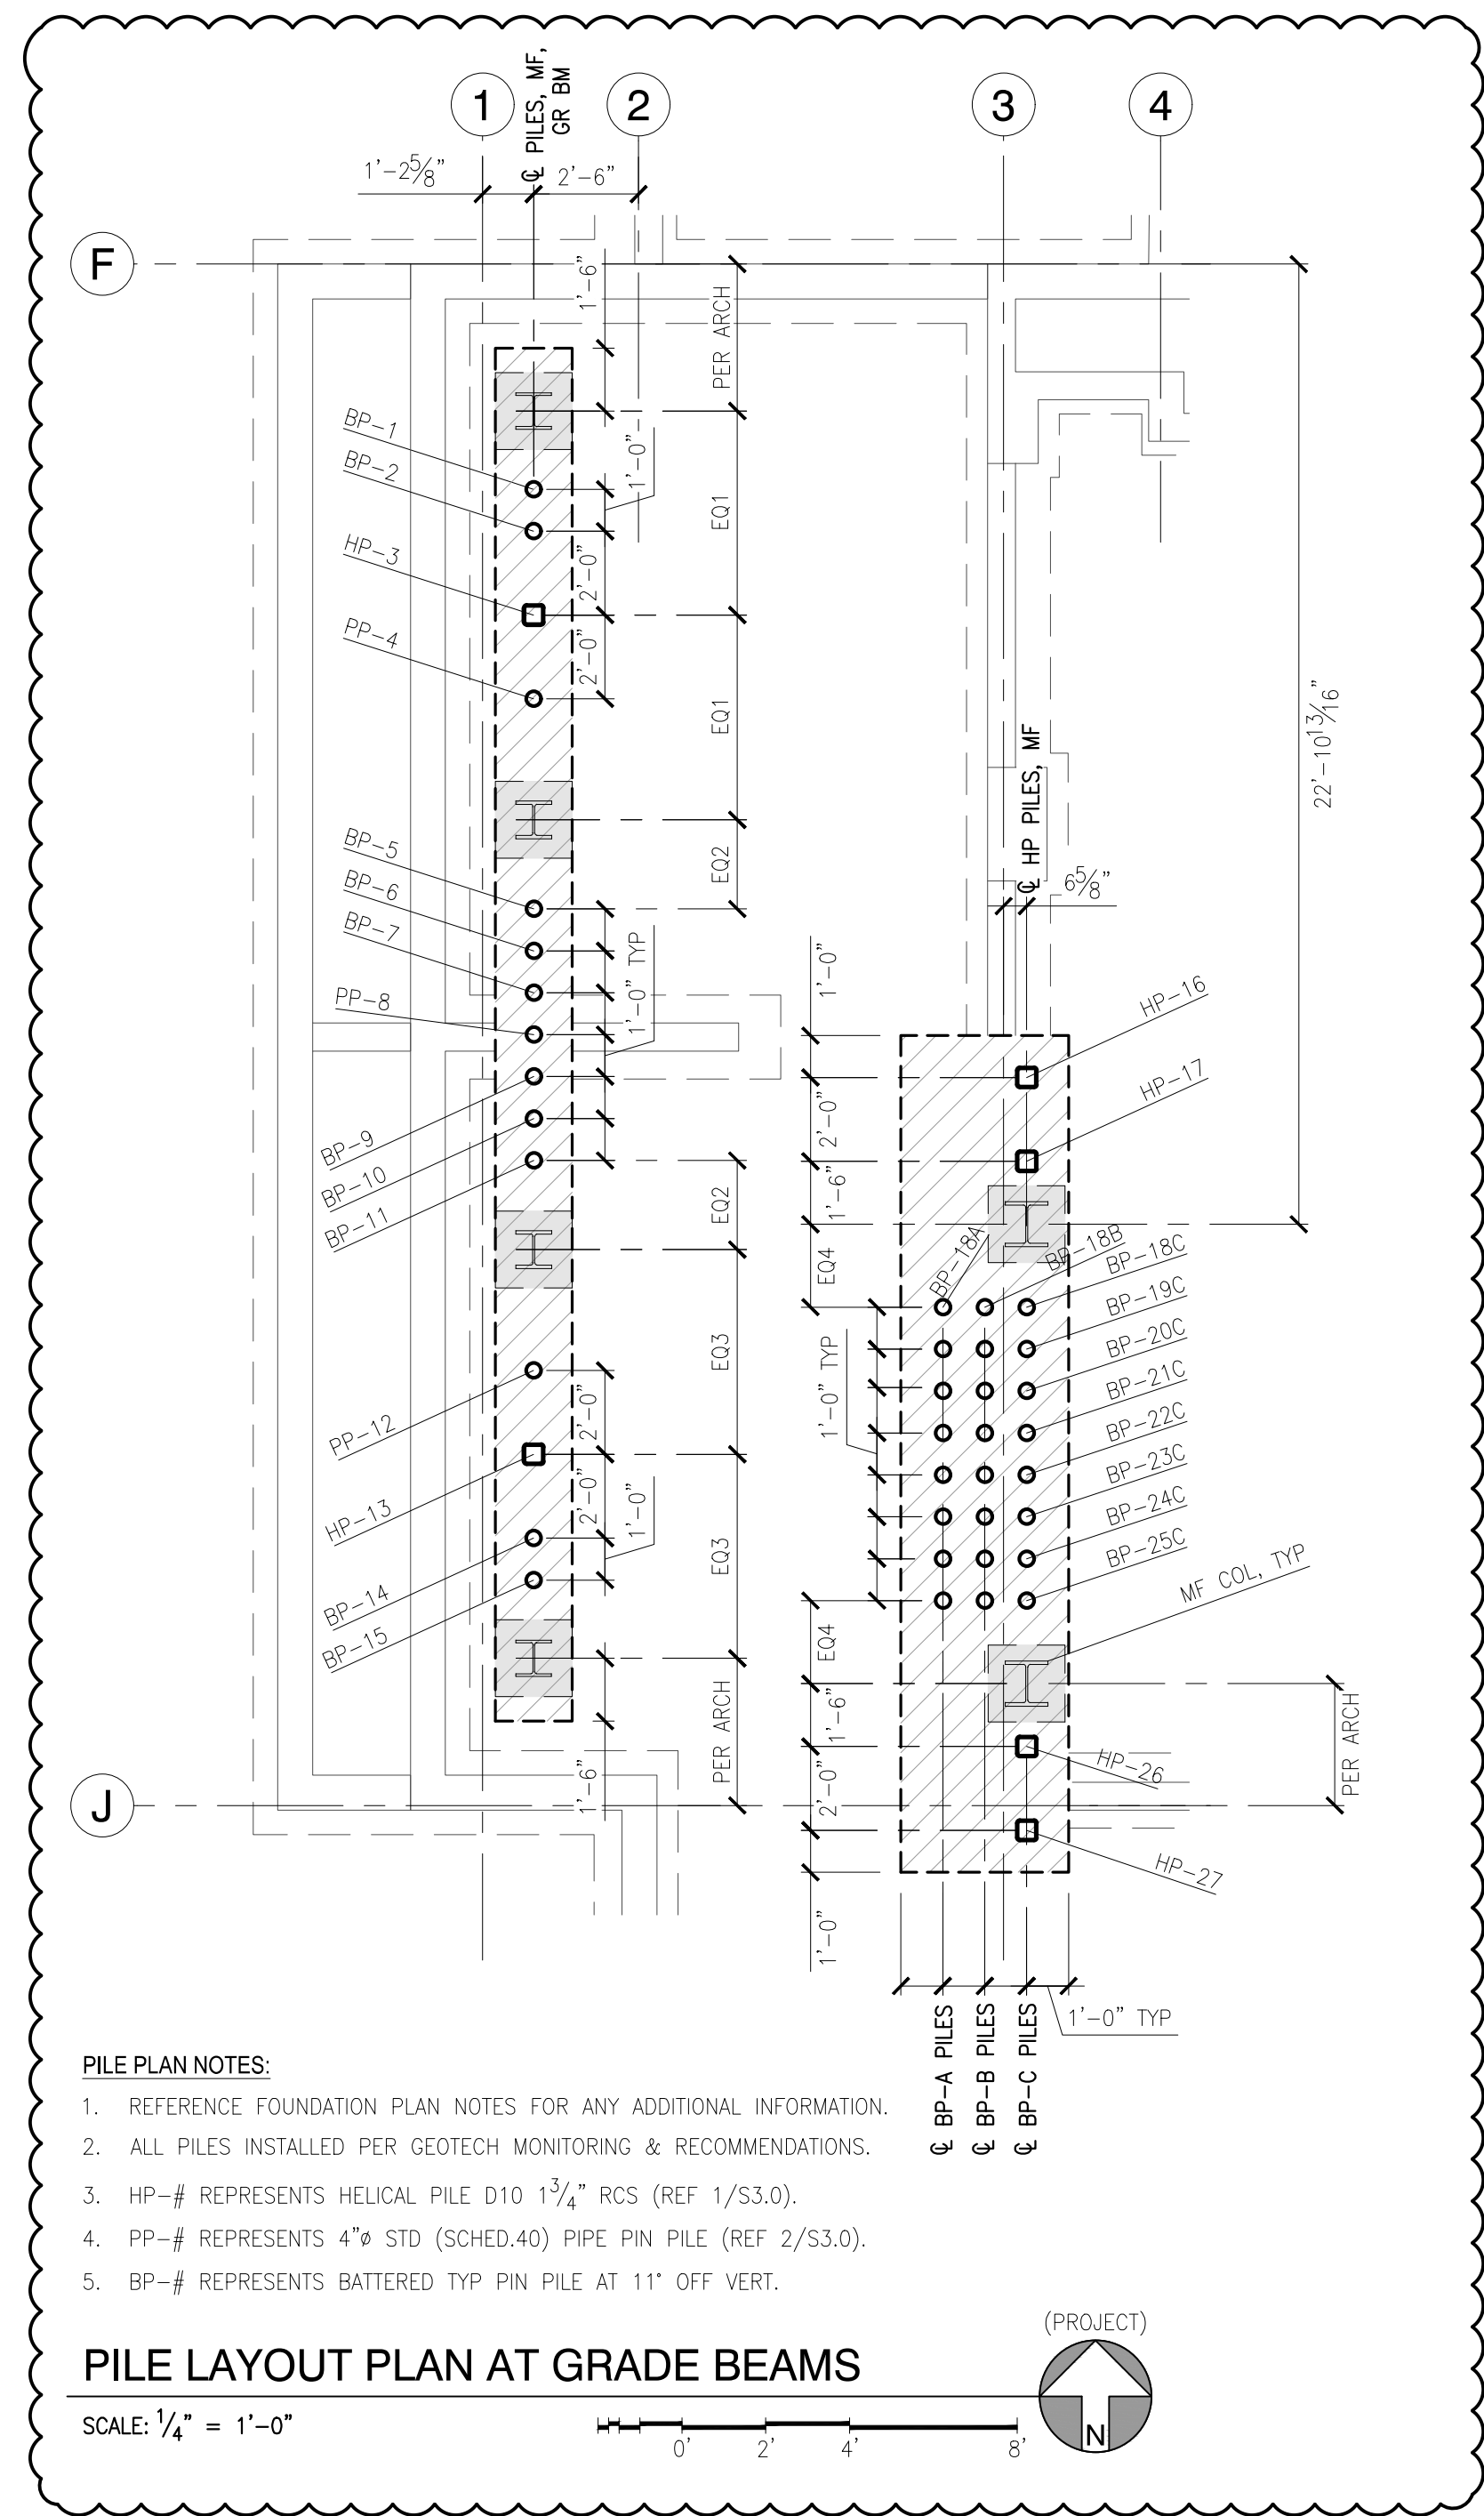 1
2
3
4
℄ PILES, MF,
GR BM
1'-2⅝"
2'-6"
F
1'-6"
PER ARCH
BP-1
BP-2
1'-0"
EQ1
HP-3
2'-0"
PP-4
2'-0"
EQ1
22'-10 13/16"
℄ HP PILES, MF
BP-5
EQ2
6⅝"
BP-6
BP-7
1'-0" TYP
1'-0"
PP-8
HP-16
HP-17
2'-0"
BP-9
BP-10
BP-11
EQ2
1'-6"
BP-18A
BP-18B
BP-18C
EQ4
BP-19C
BP-20C
EQ3
1'-0" TYP
BP-21C
BP-22C
PP-12
2'-0"
BP-23C
HP-13
2'-0"
1'-0"
BP-24C
BP-25C
EQ3
MF COL, TYP
BP-14
BP-15
EQ4
1'-6"
PER ARCH
PER ARCH
HP-26
1'-6"
2'-0"
J
HP-27
1'-0"
1'-0" TYP
℄ BP-A PILES
℄ BP-B PILES
℄ BP-C PILES
PILE PLAN NOTES:
1. REFERENCE FOUNDATION PLAN NOTES FOR ANY ADDITIONAL INFORMATION.
2. ALL PILES INSTALLED PER GEOTECH MONITORING & RECOMMENDATIONS.
3. HP-# REPRESENTS HELICAL PILE D10 1¾" RCS (REF 1/S3.0).
4. PP-# REPRESENTS 4"ø STD (SCHED.40) PIPE PIN PILE (REF 2/S3.0).
5. BP-# REPRESENTS BATTERED TYP PIN PILE AT 11° OFF VERT.
(PROJECT)
PILE LAYOUT PLAN AT GRADE BEAMS
SCALE: ¼" = 1'-0"
0' 2' 4' 8'
N